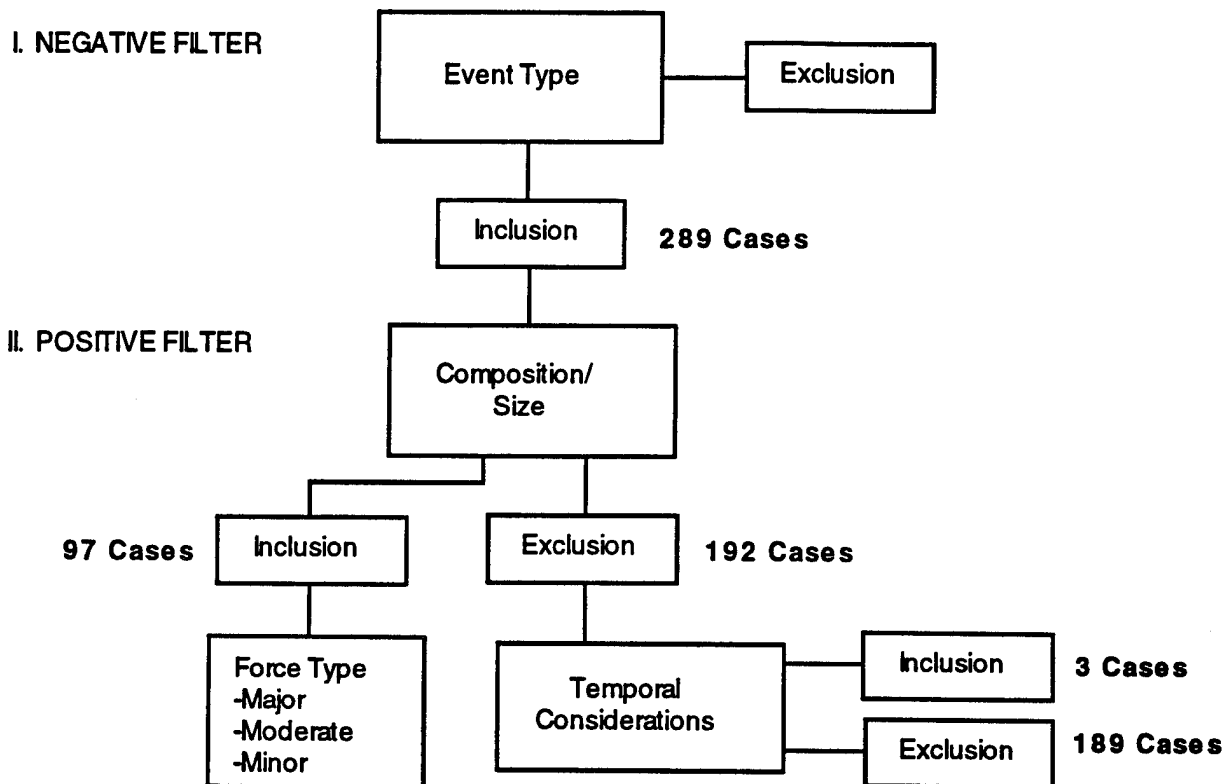 I. NEGATIVE FILTER
Event Type
Exclusion
Inclusion
289 Cases
II. POSITIVE FILTER
Composition/
Size
97 Cases
Inclusion
Exclusion
192 Cases
Force Type
-Major
-Moderate
-Minor
Temporal
Considerations
Inclusion
3 Cases
Exclusion
189 Cases